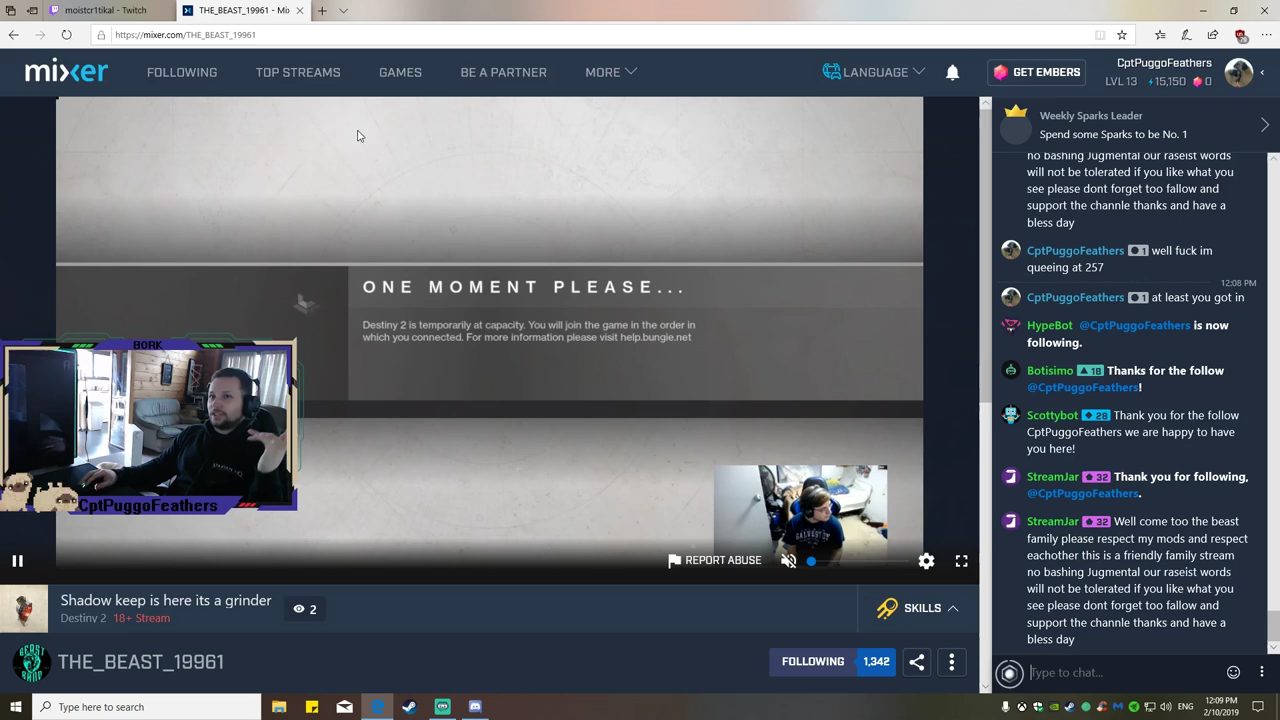 moistcr1tikal - Twitch
THE_BEAST_19961 - Mi
https://mixer.com/THE_BEAST_19961
mixer
FOLLOWING
TOP STREAMS
GAMES
BE A PARTNER
MORE
LANGUAGE
GET EMBERS
CptPuggoFeathers
LVL 13
15,150
0
Weekly Sparks Leader
Spend some Sparks to be No. 1
no bashing Jugmental our raseist words
will not be tolerated if you like what you
see please dont forget too fallow and
support the channle thanks and have a
bless day
CptPuggoFeathers 1 well fuck im
queeing at 257
12:08 PM
CptPuggoFeathers 1 at least you got in
HypeBot @CptPuggoFeathers is now
following.
Botisimo 18 Thanks for the follow
@CptPuggoFeathers!
Scottybot 28 Thank you for the follow
CptPuggoFeathers we are happy to have
you here!
StreamJar 32 Thank you for following,
@CptPuggoFeathers.
StreamJar 32 Well come too the beast
family please respect my mods and respect
eachother this is a friendly family stream
no bashing Jugmental our raseist words
will not be tolerated if you like what you
see please dont forget too fallow and
support the channle thanks and have a
bless day
Type to chat...
ONE MOMENT PLEASE...
Destiny 2 is temporarily at capacity. You will join the game in the order in
which you connected. For more information please visit help.bungie.net
BORK
CptPuggoFeathers
REPORT ABUSE
Shadow keep is here its a grinder
Destiny 2
18+ Stream
2
SKILLS
THE_BEAST_19961
FOLLOWING
1,342
Type here to search
ENG
12:09 PM
2/10/2019